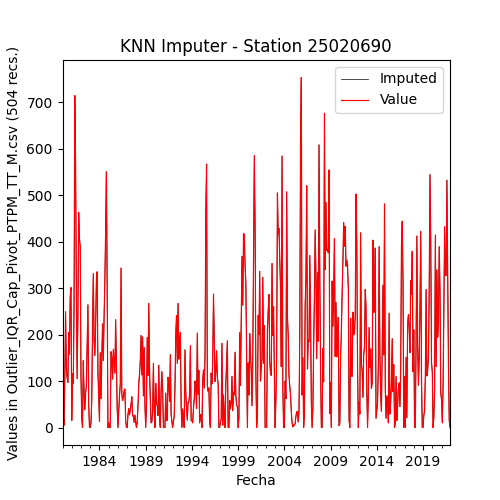 KNN Imputer - Station 25020690
Imputed
Value
Values in Outlier_IQR_Cap_Pivot_PTPM_TT_M.csv (504 recs.)
700
600
500
400
300
200
100
0
1984 1989 1994 1999 2004 2009 2014 2019
Fecha